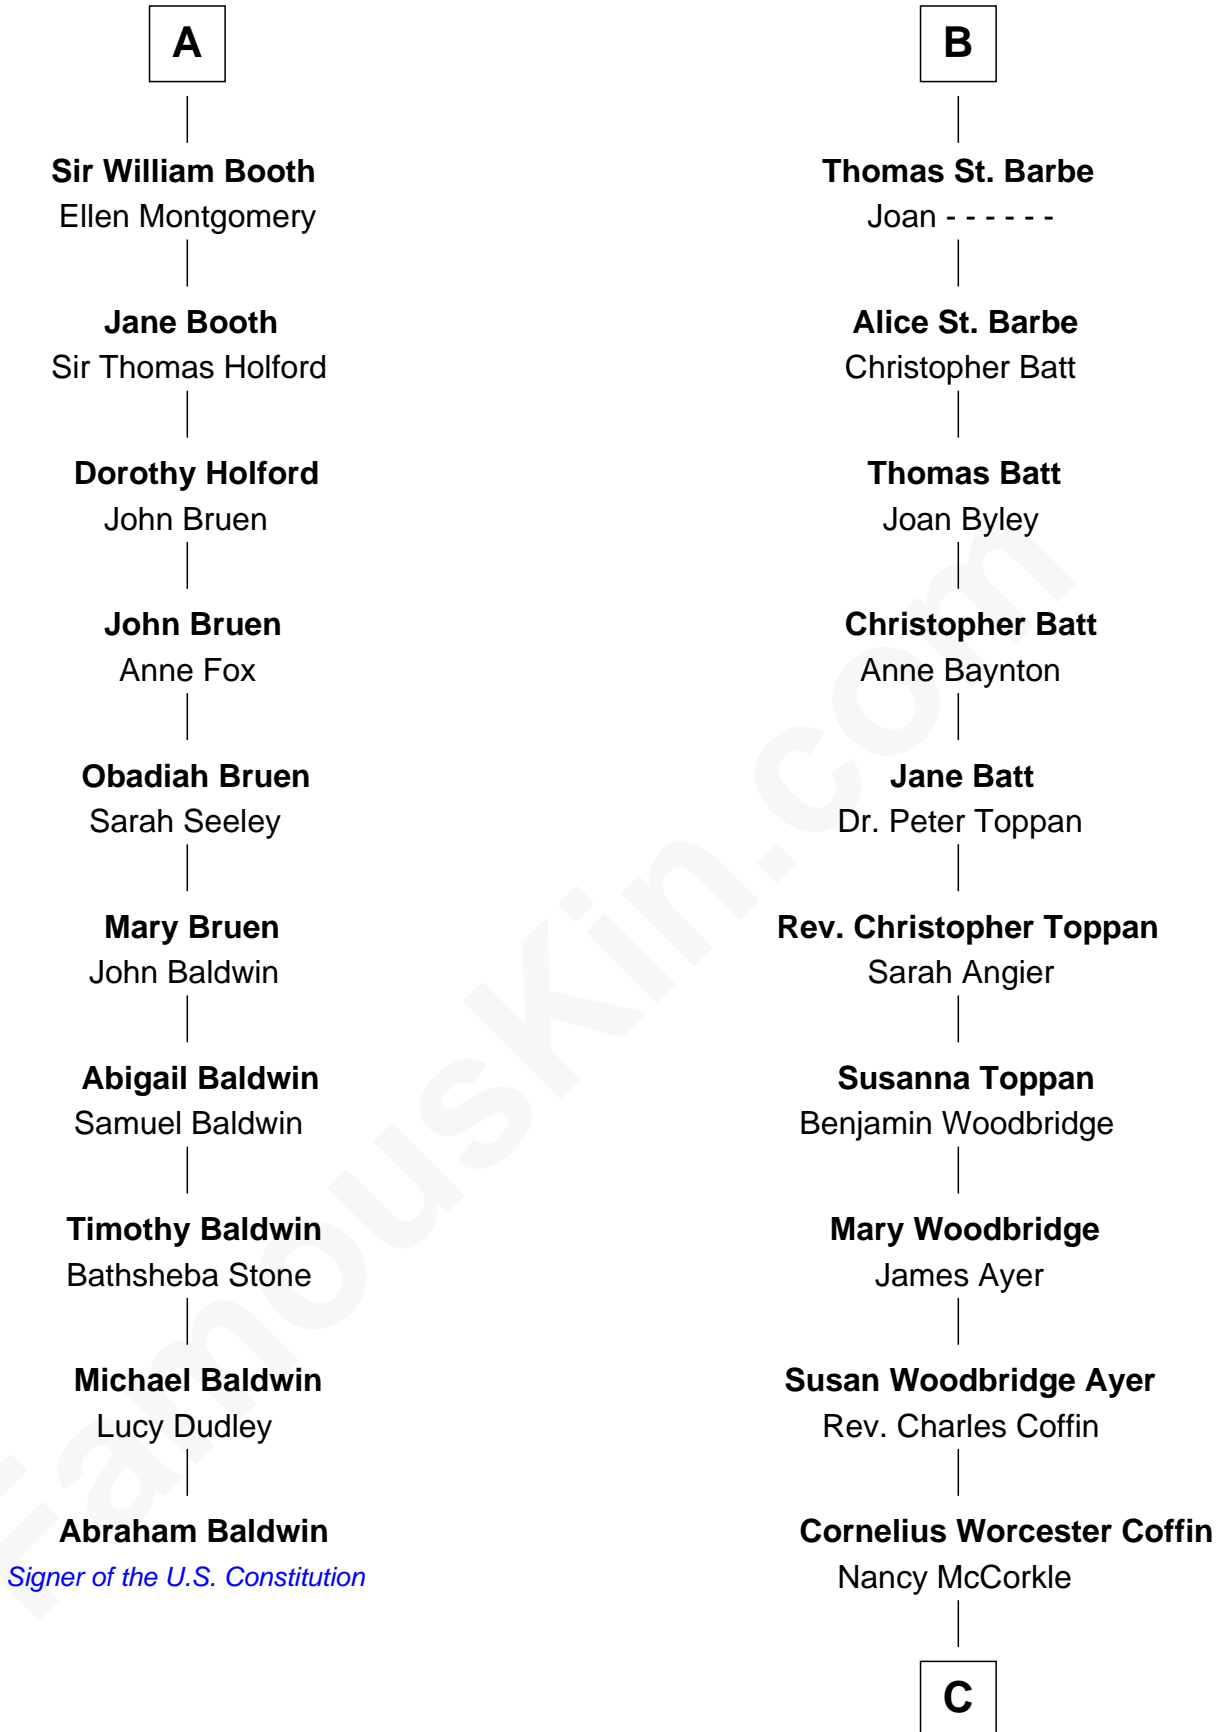 A
Sir William Booth
Ellen Montgomery
Jane Booth
Sir Thomas Holford
Dorothy Holford
John Bruen
John Bruen
Anne Fox
Obadiah Bruen
Sarah Seeley
Mary Bruen
John Baldwin
Abigail Baldwin
Samuel Baldwin
Timothy Baldwin
Bathsheba Stone
Michael Baldwin
Lucy Dudley
Abraham Baldwin
Signer of the U.S. Constitution
B
Thomas St. Barbe
Joan - - - - - -
Alice St. Barbe
Christopher Batt
Thomas Batt
Joan Byley
Christopher Batt
Anne Baynton
Jane Batt
Dr. Peter Toppan
Rev. Christopher Toppan
Sarah Angier
Susanna Toppan
Benjamin Woodbridge
Mary Woodbridge
James Ayer
Susan Woodbridge Ayer
Rev. Charles Coffin
Cornelius Worcester Coffin
Nancy McCorkle
C
FamousKin.com